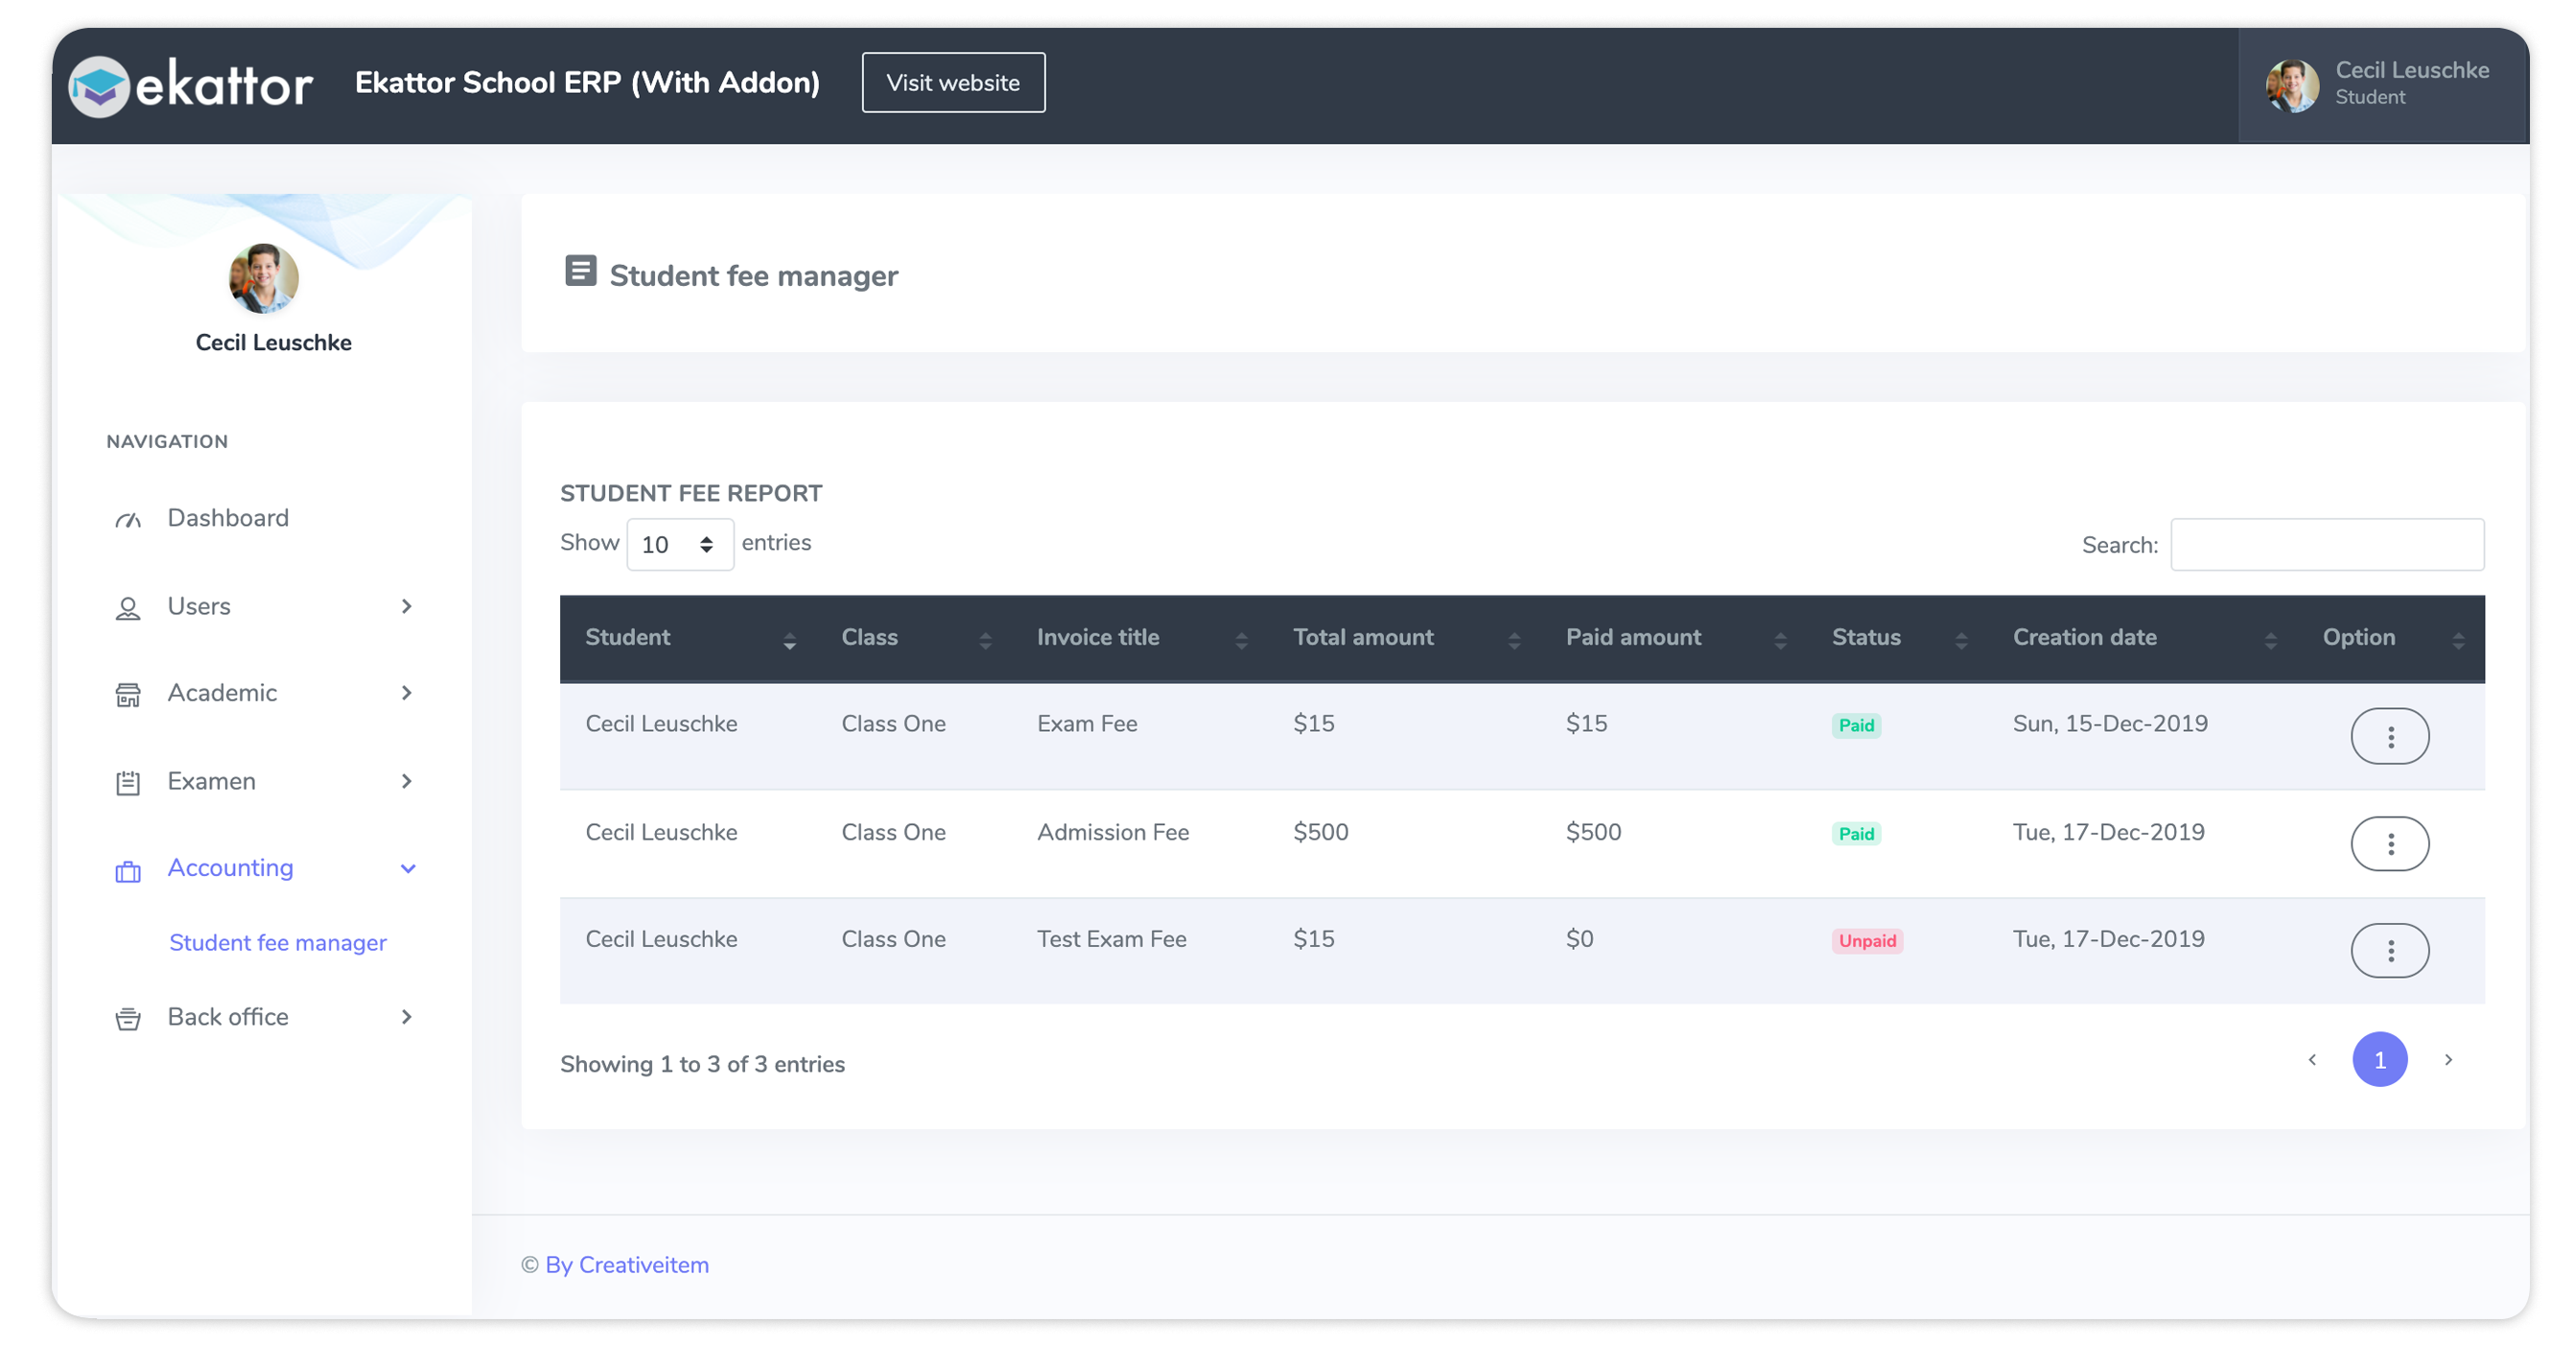 ekattor Ekattor School ERP (With Addon) Visit website Cecil Leuschke
Student
Cecil Leuschke
NAVIGATION
Dashboard
Users
Academic
Examen
Accounting
Student fee manager
Back office
Student fee manager
STUDENT FEE REPORT
Show 10 entries Search:
Student Class Invoice title Total amount Paid amount Status Creation date Option
Cecil Leuschke Class One Exam Fee $15 $15 Paid Sun, 15-Dec-2019
Cecil Leuschke Class One Admission Fee $500 $500 Paid Tue, 17-Dec-2019
Cecil Leuschke Class One Test Exam Fee $15 $0 Unpaid Tue, 17-Dec-2019
Showing 1 to 3 of 3 entries 1
© By Creativeitem